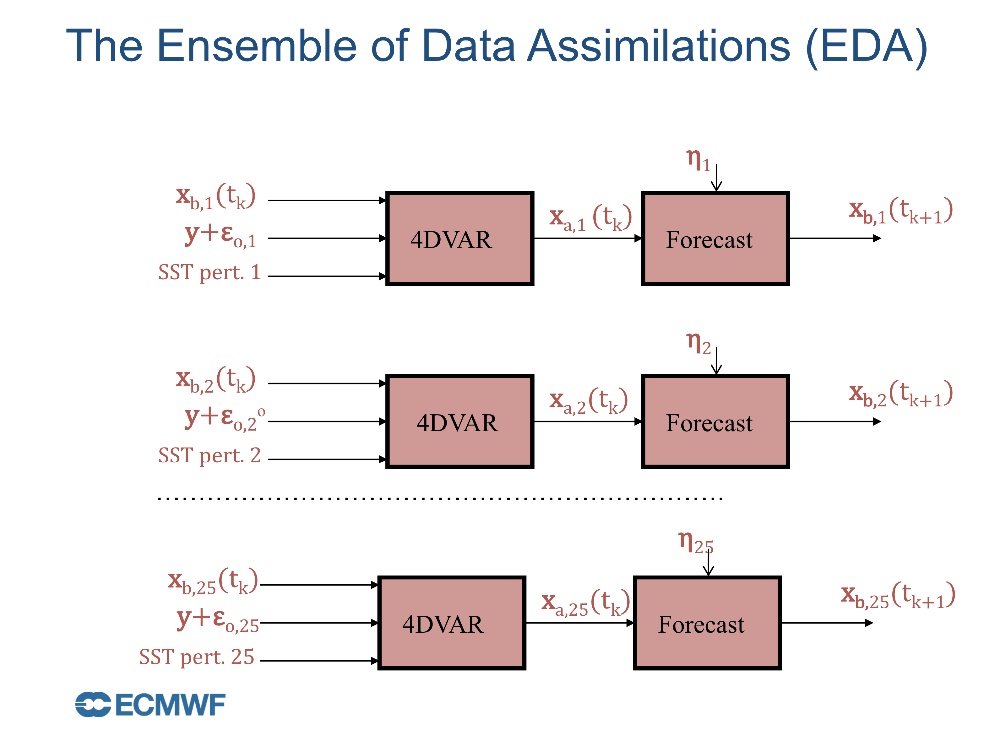 The Ensemble of Data Assimilations (EDA)
η1
xb,1(tk)
y+εo,1
SST pert. 1
4DVAR
xa,1 (tk)
Forecast
xb,1(tk+1)
η2
xb,2(tk)
y+εo,2o
SST pert. 2
4DVAR
xa,2(tk)
Forecast
xb,2(tk+1)
η25
xb,25(tk)
y+εo,25
SST pert. 25
4DVAR
xa,25(tk)
Forecast
xb,25(tk+1)
ECMWF